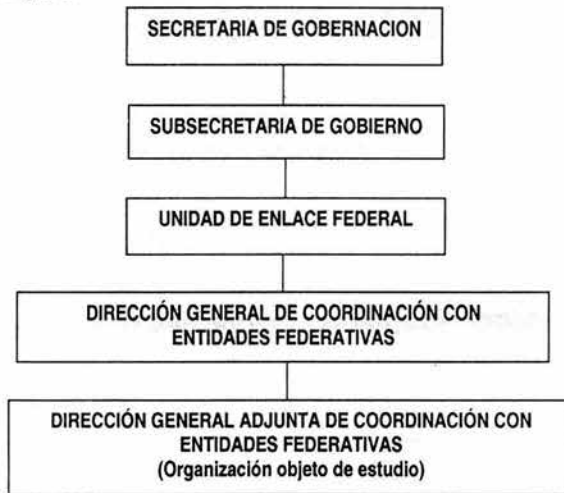 SECRETARIA DE GOBERNACION
SUBSECRETARIA DE GOBIERNO
UNIDAD DE ENLACE FEDERAL
DIRECCIÓN GENERAL DE COORDINACIÓN CON
ENTIDADES FEDERATIVAS
DIRECCIÓN GENERAL ADJUNTA DE COORDINACIÓN CON
ENTIDADES FEDERATIVAS
(Organización objeto de estudio)